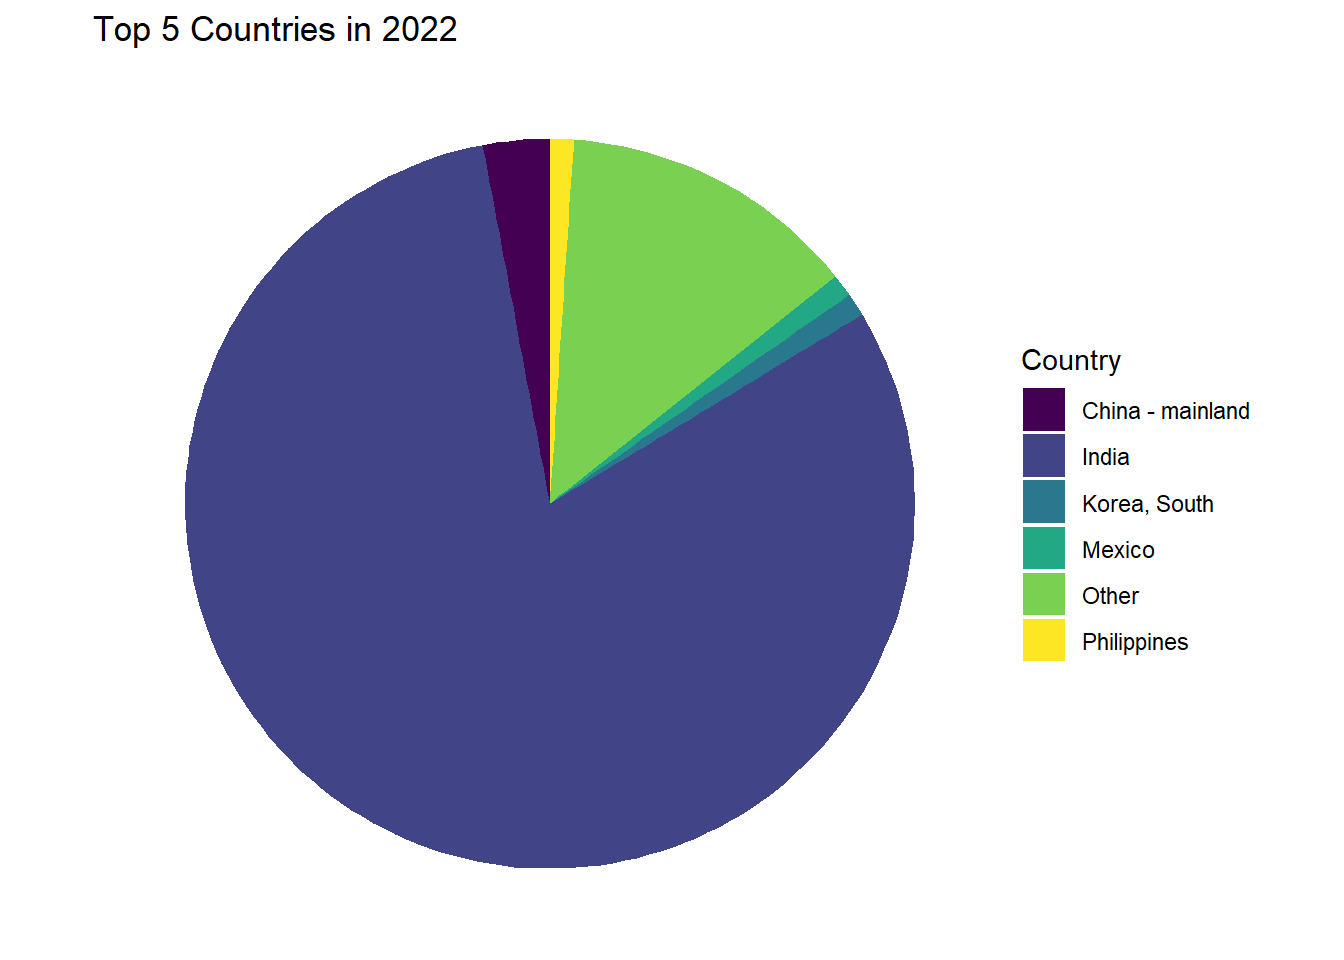 Top 5 Countries in 2022
Country
China - mainland
India
Korea, South
Mexico
Other
Philippines